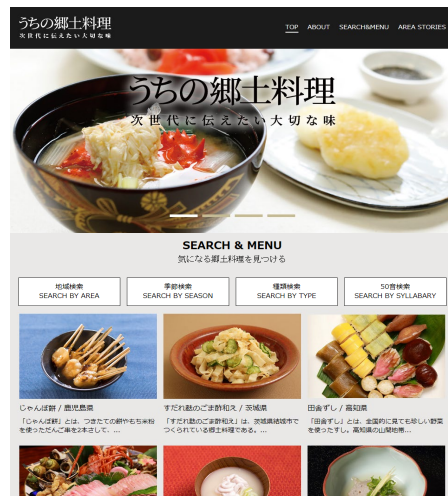 うちの郷土料理
次世代に伝えたい大切な味
TOP ABOUT SEARCH&MENU AREA STORIES
うちの郷土料理
次世代に伝えたい大切な味
SEARCH & MENU
気になる郷土料理を見つける
地域検索 季節検索 種類検索 50音検索
SEARCH BY AREA SEARCH BY SEASON SEARCH BY TYPE SEARCH BY SYLLABARY
じゃんぼ餅 / 鹿児島県 すだれ麩のごま酢和え / 茨城県 田舎ずし / 高知県
「じゃんぼ餅」とは、つきたての餅やもち米粉 「すだれ麩のごま酢和え」は、茨城県結城市で 「田舎ずし」とは、全国的に見ても珍しい野菜
を使っただんご串を2本さして、... つくられている郷土料理である。... を使ったすし。高知県の山間地帯...